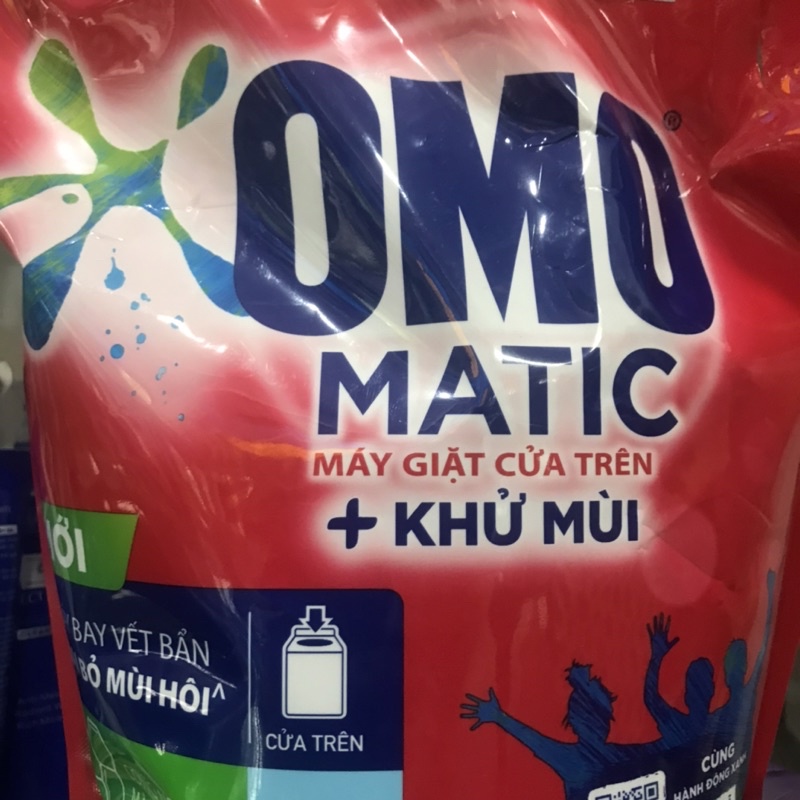 OMO®
MATIC
MÁY GIẶT CỬA TRÊN
+ KHỬ MÙI
BAY VẾT BẨN
BỎ MÙI HÔI^
CỬA TRÊN
CÙNG
HÀNH ĐỘNG XANH